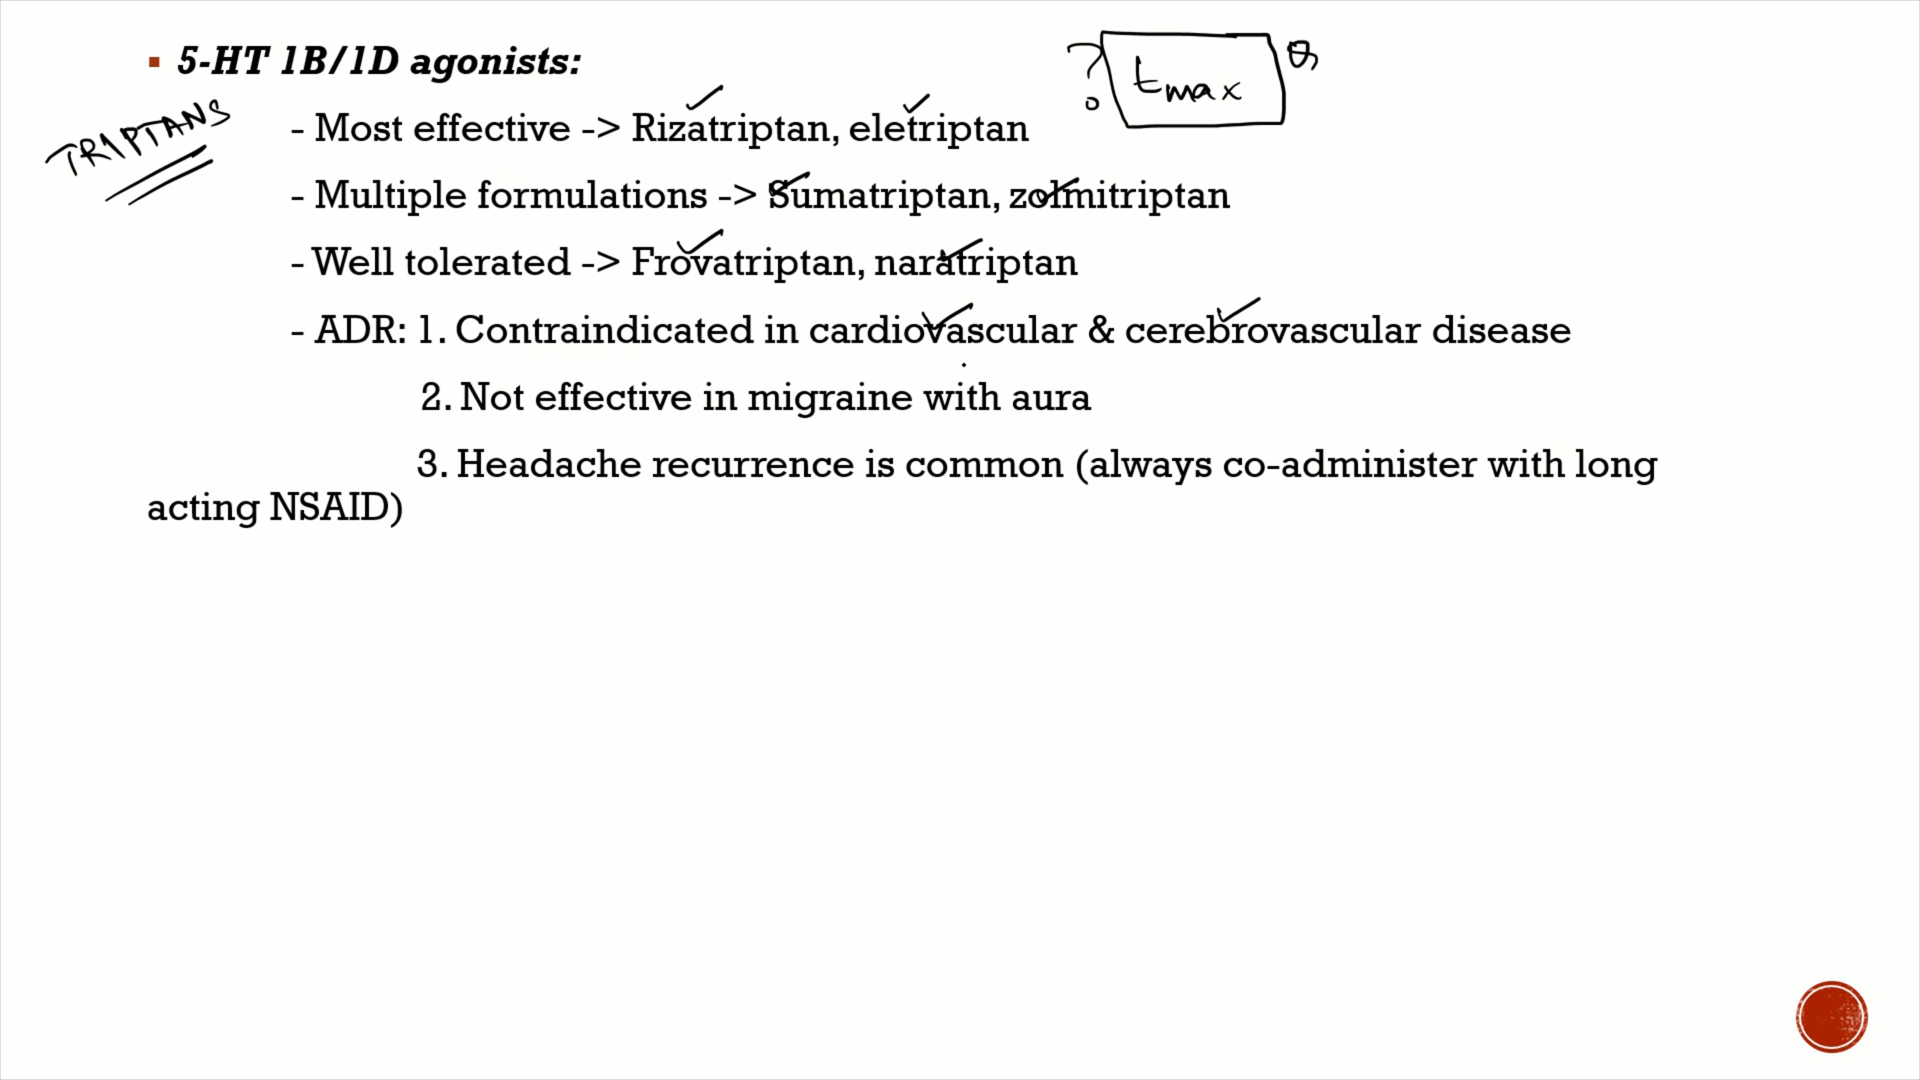 5-HT 1B/1D agonists:
? tmax
TRIPTANS
- Most effective -> Rizatriptan, eletriptan
- Multiple formulations -> Sumatriptan, zolmitriptan
- Well tolerated -> Frovatriptan, naratriptan
- ADR: 1. Contraindicated in cardiovascular & cerebrovascular disease
2. Not effective in migraine with aura
3. Headache recurrence is common (always co-administer with long
acting NSAID)